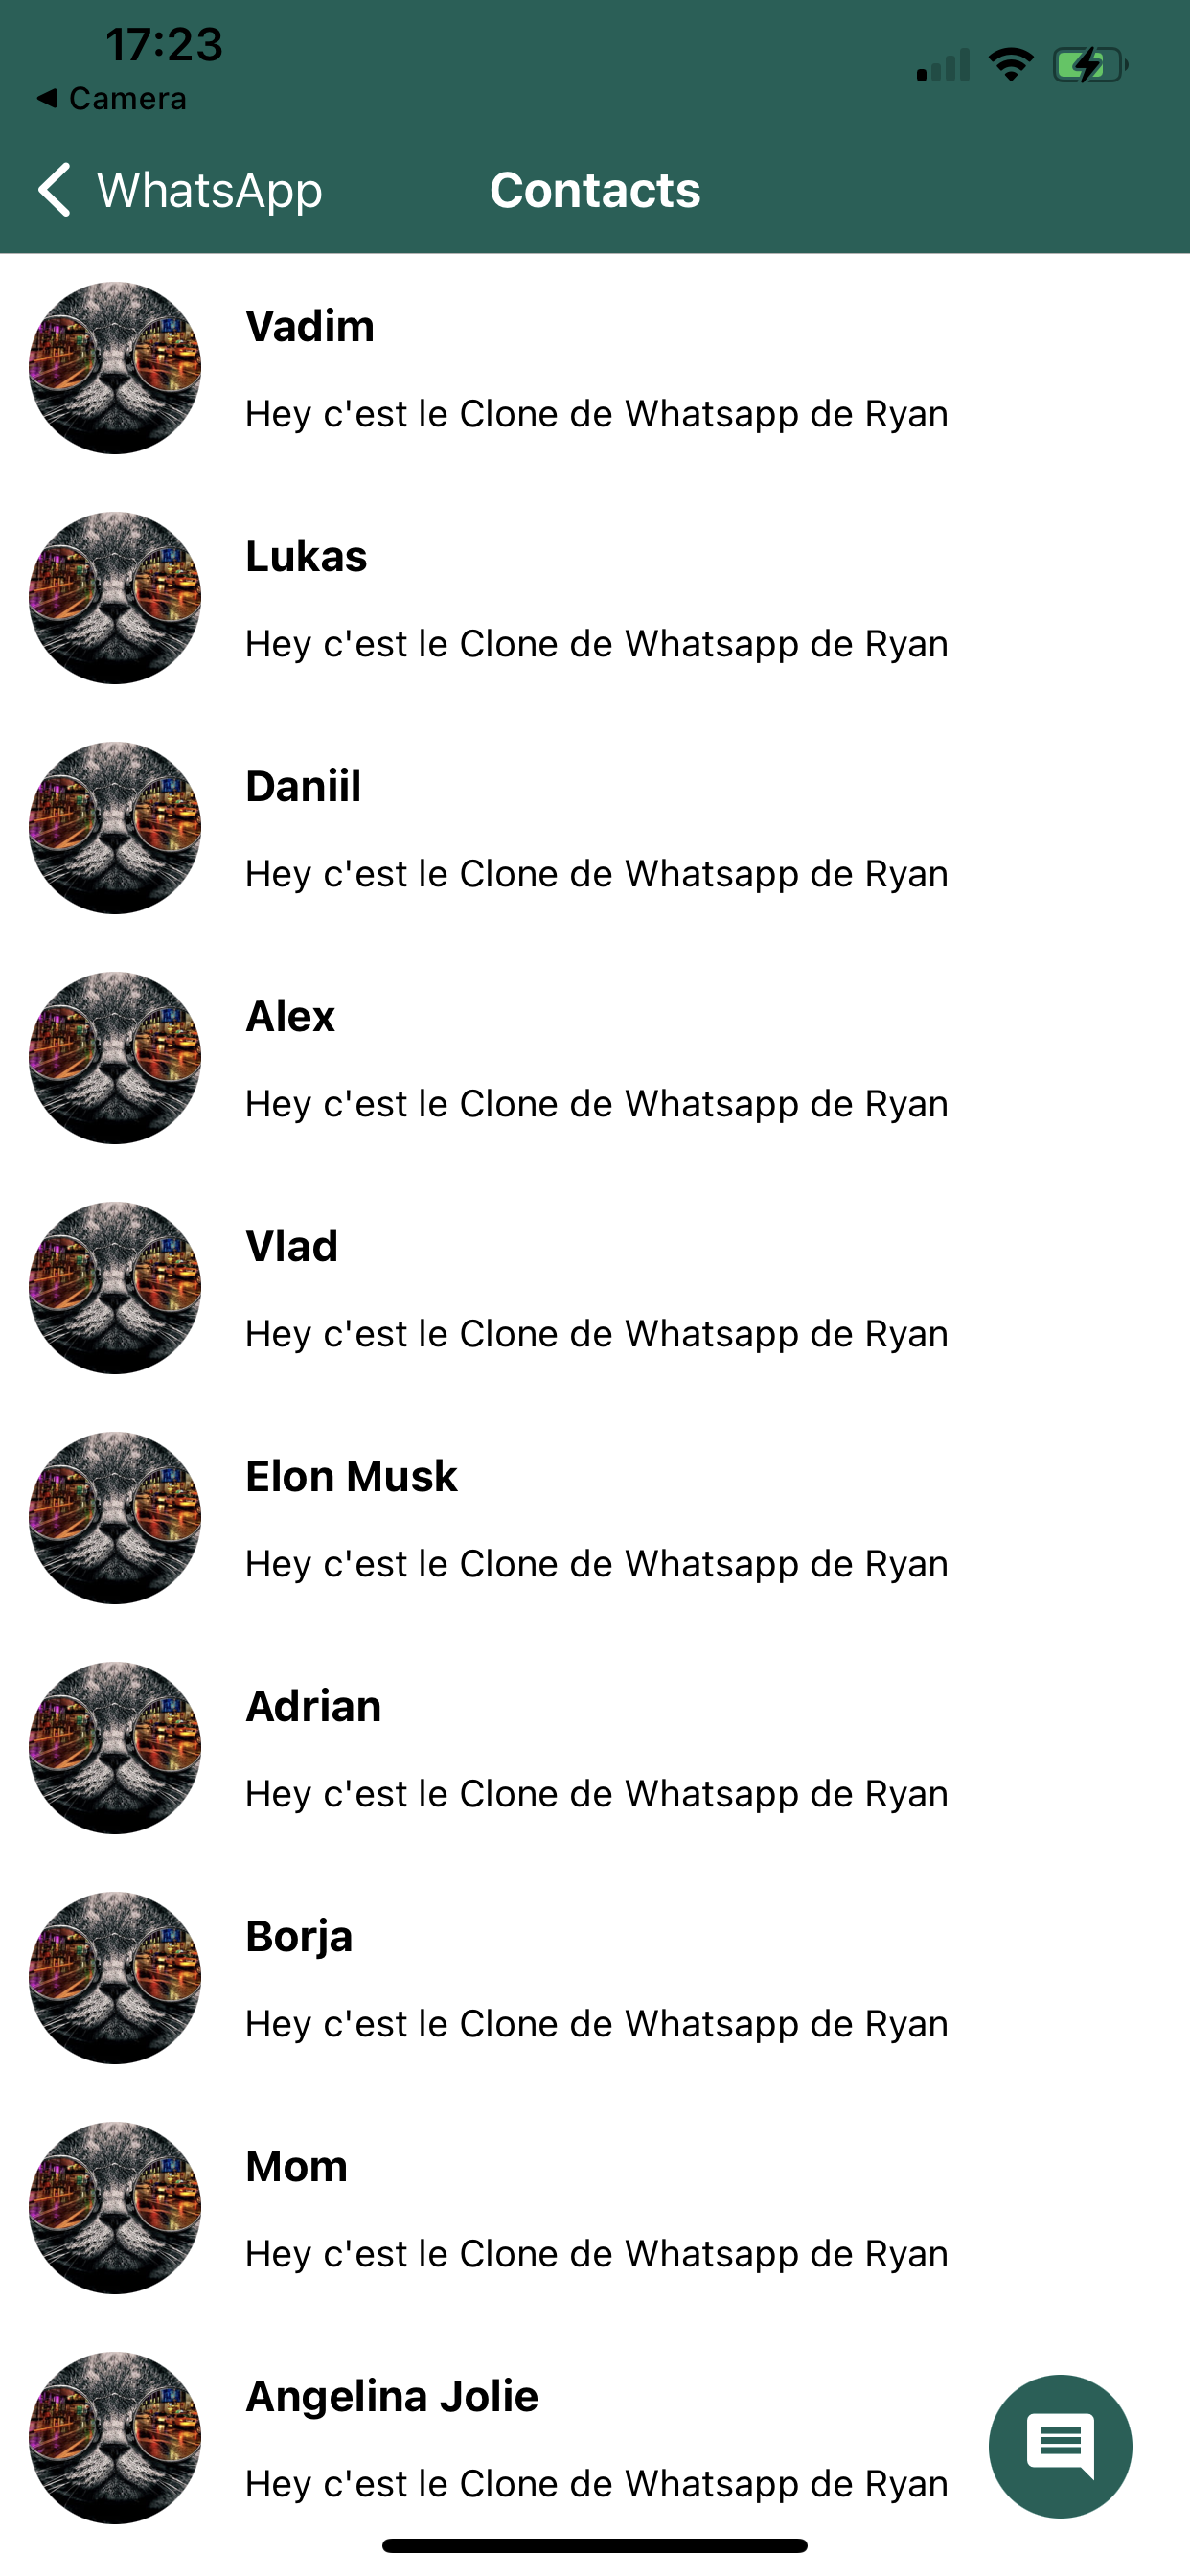 17:23
Camera
WhatsApp
Contacts
Vadim
Hey c'est le Clone de Whatsapp de Ryan
Lukas
Hey c'est le Clone de Whatsapp de Ryan
Daniil
Hey c'est le Clone de Whatsapp de Ryan
Alex
Hey c'est le Clone de Whatsapp de Ryan
Vlad
Hey c'est le Clone de Whatsapp de Ryan
Elon Musk
Hey c'est le Clone de Whatsapp de Ryan
Adrian
Hey c'est le Clone de Whatsapp de Ryan
Borja
Hey c'est le Clone de Whatsapp de Ryan
Mom
Hey c'est le Clone de Whatsapp de Ryan
Angelina Jolie
Hey c'est le Clone de Whatsapp de Ryan